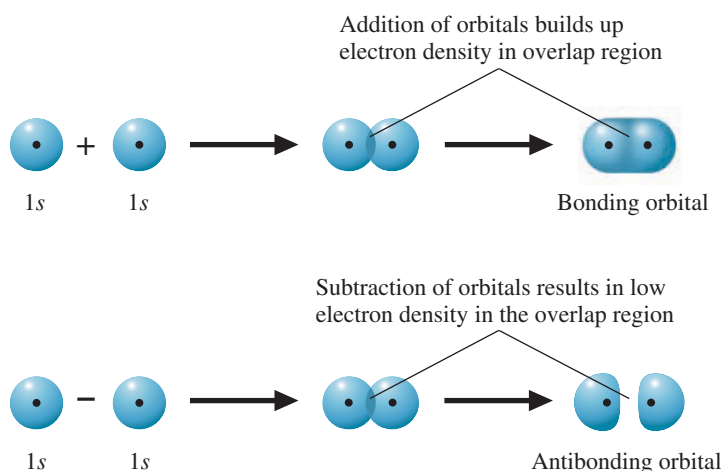 Addition of orbitals builds up
electron density in overlap region
+
1s 1s Bonding orbital
Subtraction of orbitals results in low
electron density in the overlap region
–
1s 1s Antibonding orbital